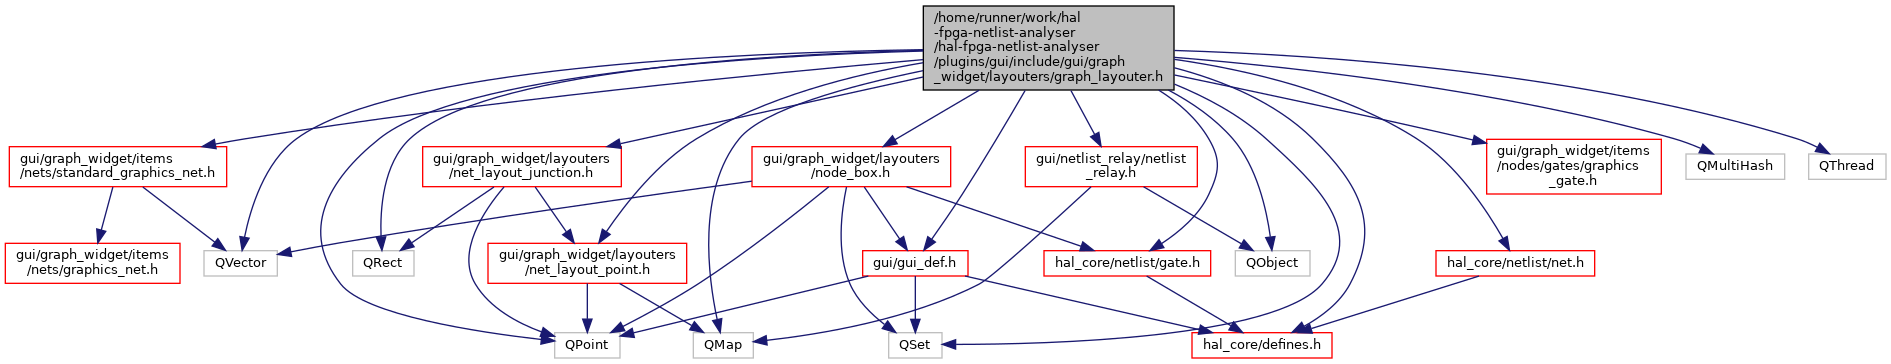 /home/runner/work/hal
-fpga-netlist-analyser
/hal-fpga-netlist-analyser
/plugins/gui/include/gui/graph
_widget/layouters/graph_layouter.h
gui/graph_widget/items
/nets/standard_graphics_net.h
gui/graph_widget/layouters
/net_layout_junction.h
gui/graph_widget/layouters
/node_box.h
gui/netlist_relay/netlist
_relay.h
gui/graph_widget/items
/nodes/gates/graphics
_gate.h
QMultiHash
QThread
gui/graph_widget/items
/nets/graphics_net.h
QVector
QRect
gui/graph_widget/layouters
/net_layout_point.h
gui/gui_def.h
hal_core/netlist/gate.h
QObject
hal_core/netlist/net.h
QPoint
QMap
QSet
hal_core/defines.h